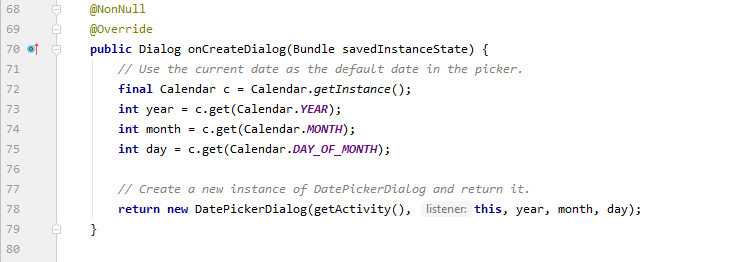 68 @NonNull
69 @Override
70 public Dialog onCreateDialog(Bundle savedInstanceState) {
71 // Use the current date as the default date in the picker.
72 final Calendar c = Calendar.getInstance();
73 int year = c.get(Calendar.YEAR);
74 int month = c.get(Calendar.MONTH);
75 int day = c.get(Calendar.DAY_OF_MONTH);
76
77 // Create a new instance of DatePickerDialog and return it.
78 return new DatePickerDialog(getActivity(), listener: this, year, month, day);
79 }
80